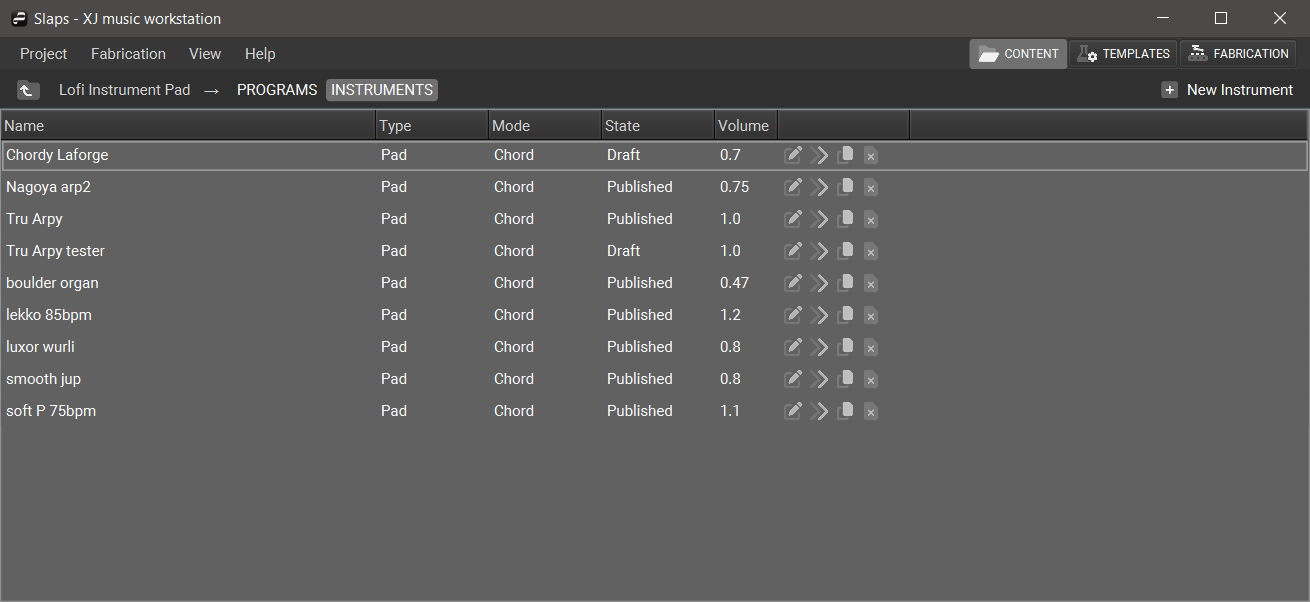 Slaps - XJ music workstation
Project Fabrication View Help CONTENT TEMPLATES FABRICATION
Lofi Instrument Pad → PROGRAMS INSTRUMENTS New Instrument
Name Type Mode State Volume
Chordy Laforge Pad Chord Draft 0.7
Nagoya arp2 Pad Chord Published 0.75
Tru Arpy Pad Chord Published 1.0
Tru Arpy tester Pad Chord Draft 1.0
boulder organ Pad Chord Published 0.47
lekko 85bpm Pad Chord Published 1.2
luxor wurli Pad Chord Published 0.8
smooth jup Pad Chord Published 0.8
soft P 75bpm Pad Chord Published 1.1